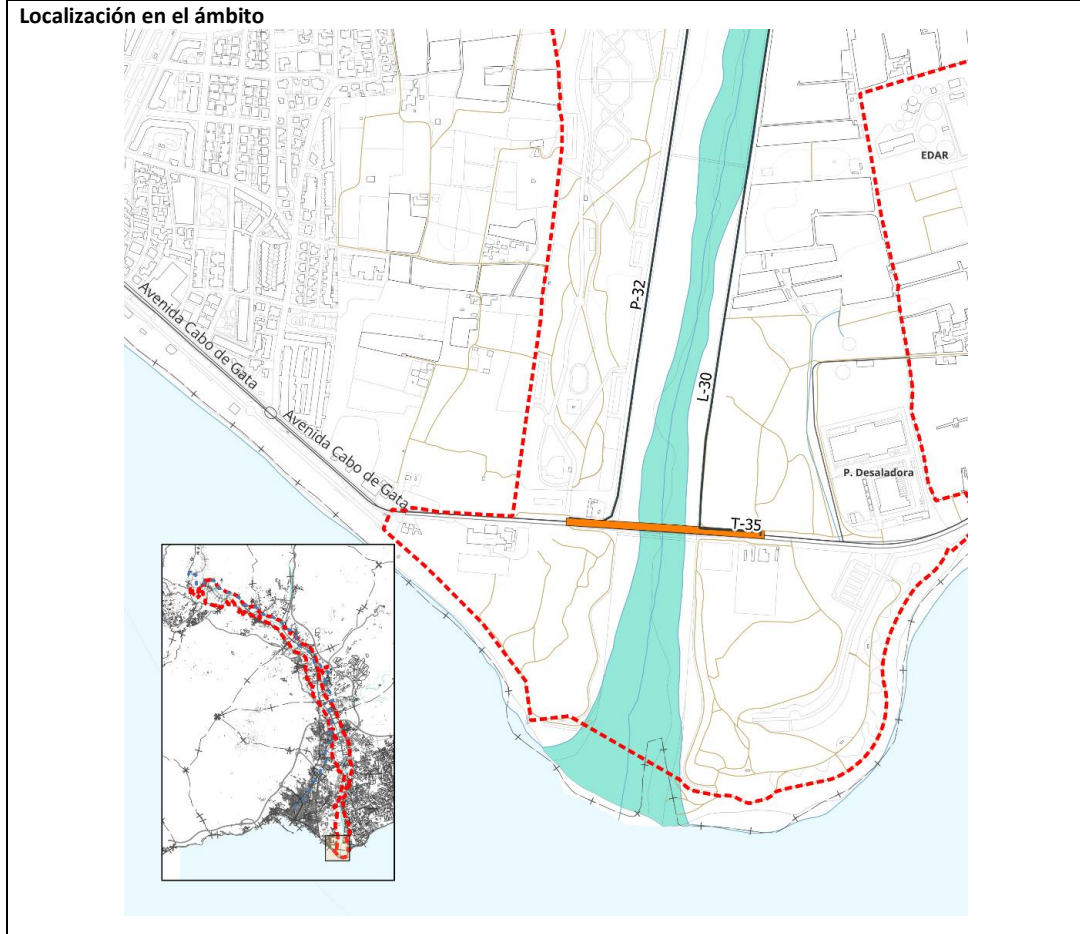 Localización en el ámbito
EDAR
P-32
Avenida Cabo de Gata
L-30
Avenida Cabo de Gata
P. Desaladora
T-35